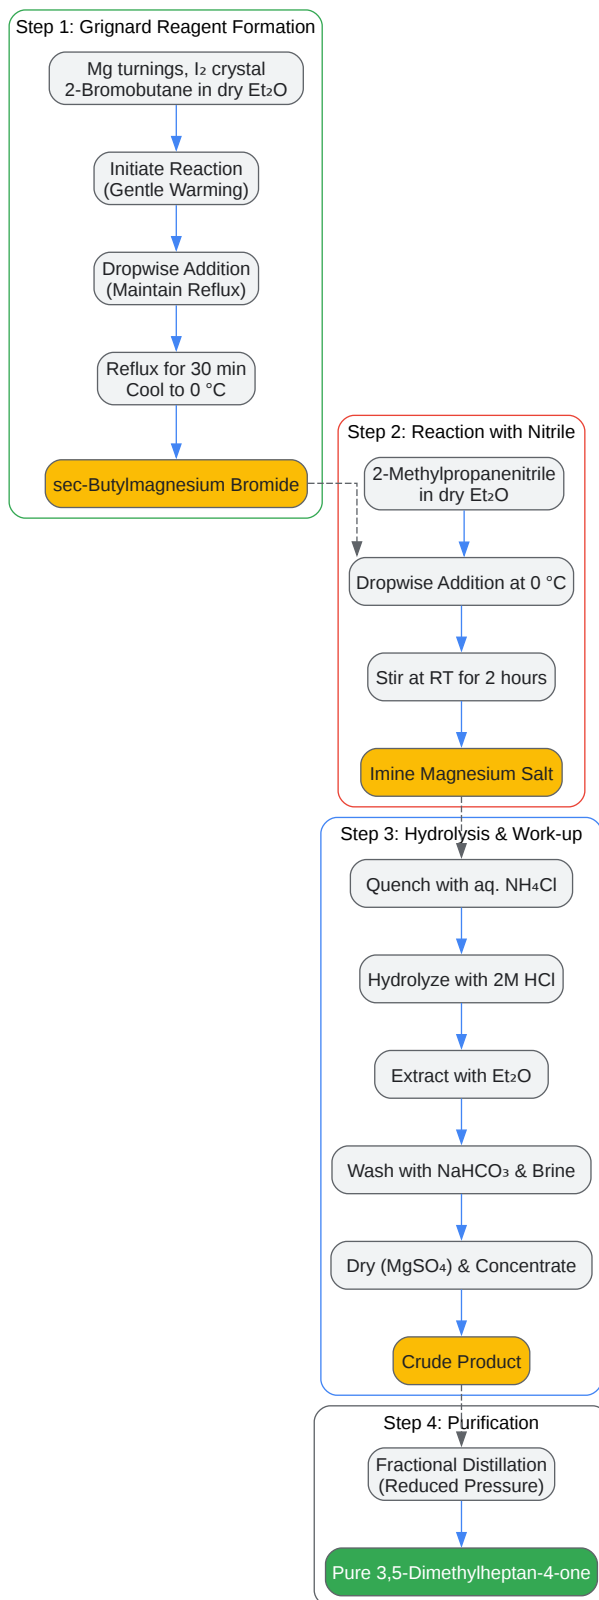 Step 1: Grignard Reagent Formation
Mg turnings, I₂ crystal
2-Bromobutane in dry Et₂O
Initiate Reaction
(Gentle Warming)
Dropwise Addition
(Maintain Reflux)
Reflux for 30 min
Cool to 0 °C
sec-Butylmagnesium Bromide
Step 2: Reaction with Nitrile
2-Methylpropanenitrile
in dry Et₂O
Dropwise Addition at 0 °C
Stir at RT for 2 hours
Imine Magnesium Salt
Step 3: Hydrolysis & Work-up
Quench with aq. NH₄Cl
Hydrolyze with 2M HCl
Extract with Et₂O
Wash with NaHCO₃ & Brine
Dry (MgSO₄) & Concentrate
Crude Product
Step 4: Purification
Fractional Distillation
(Reduced Pressure)
Pure 3,5-Dimethylheptan-4-one